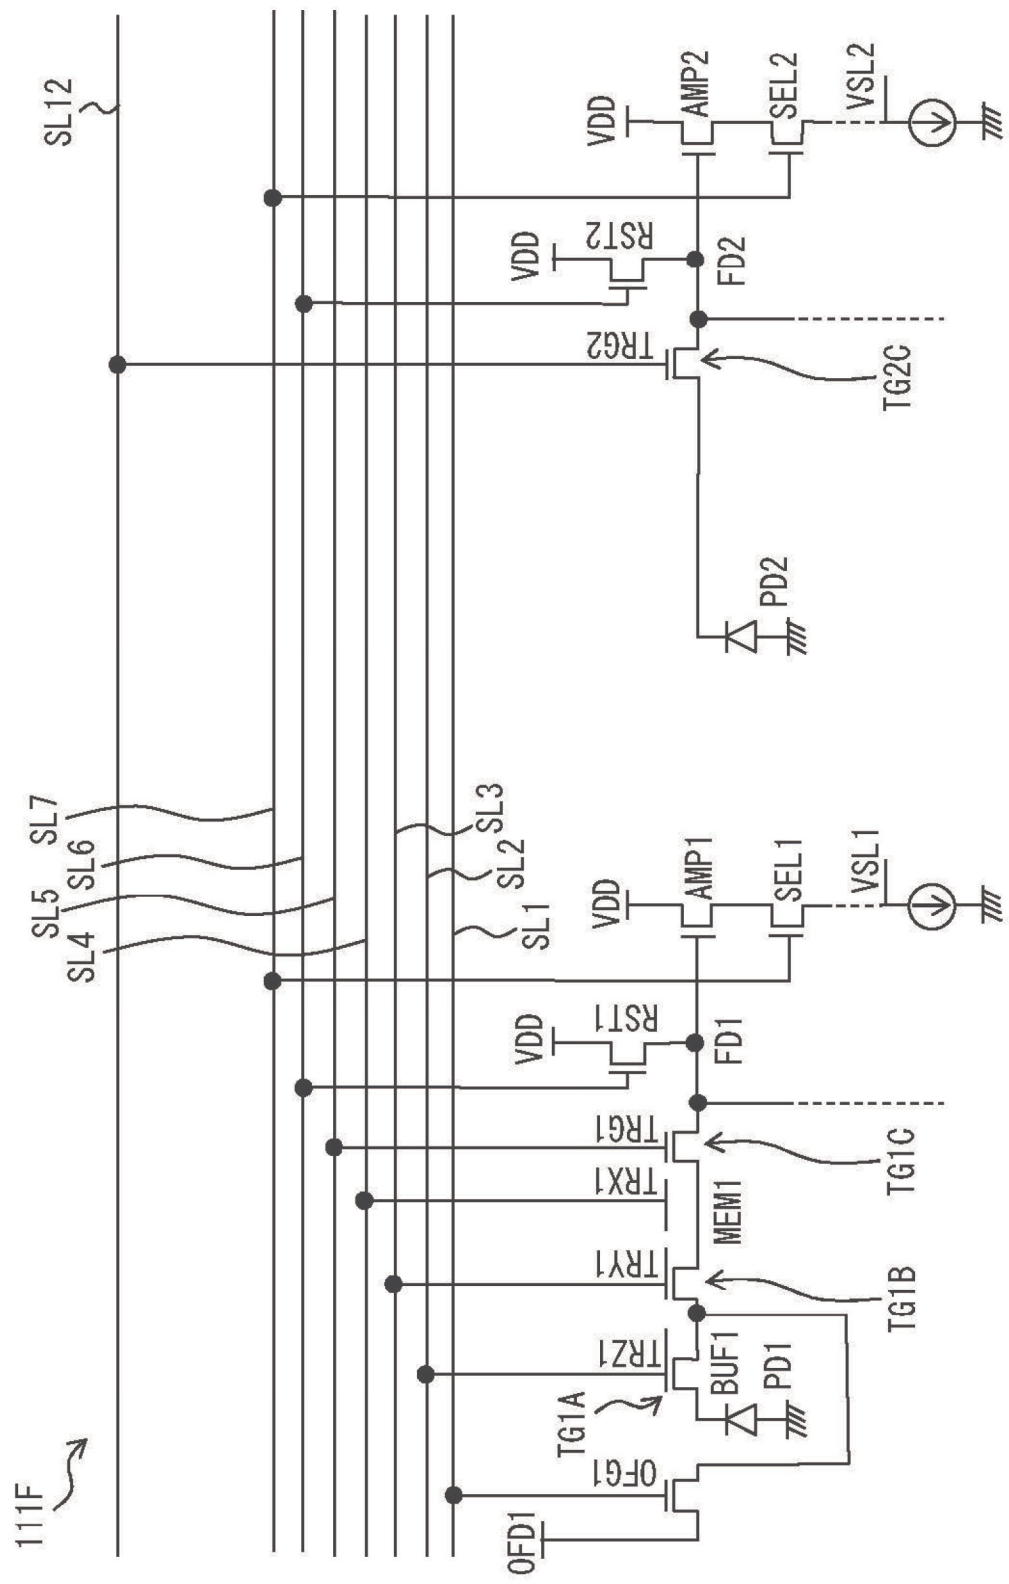 111F
SL12
SL7
SL6
SL5
SL4
SL3
SL2
SL1
OFD1
OFG1
TG1A
TRZ1
BUF1
PD1
TRY1
TG1B
TRX1
MEM1
TRG1
TG1C
VDD
RST1
FD1
VDD
AMP1
SEL1
VSL1
PD2
TRG2
TG2C
VDD
RST2
FD2
VDD
AMP2
SEL2
VSL2